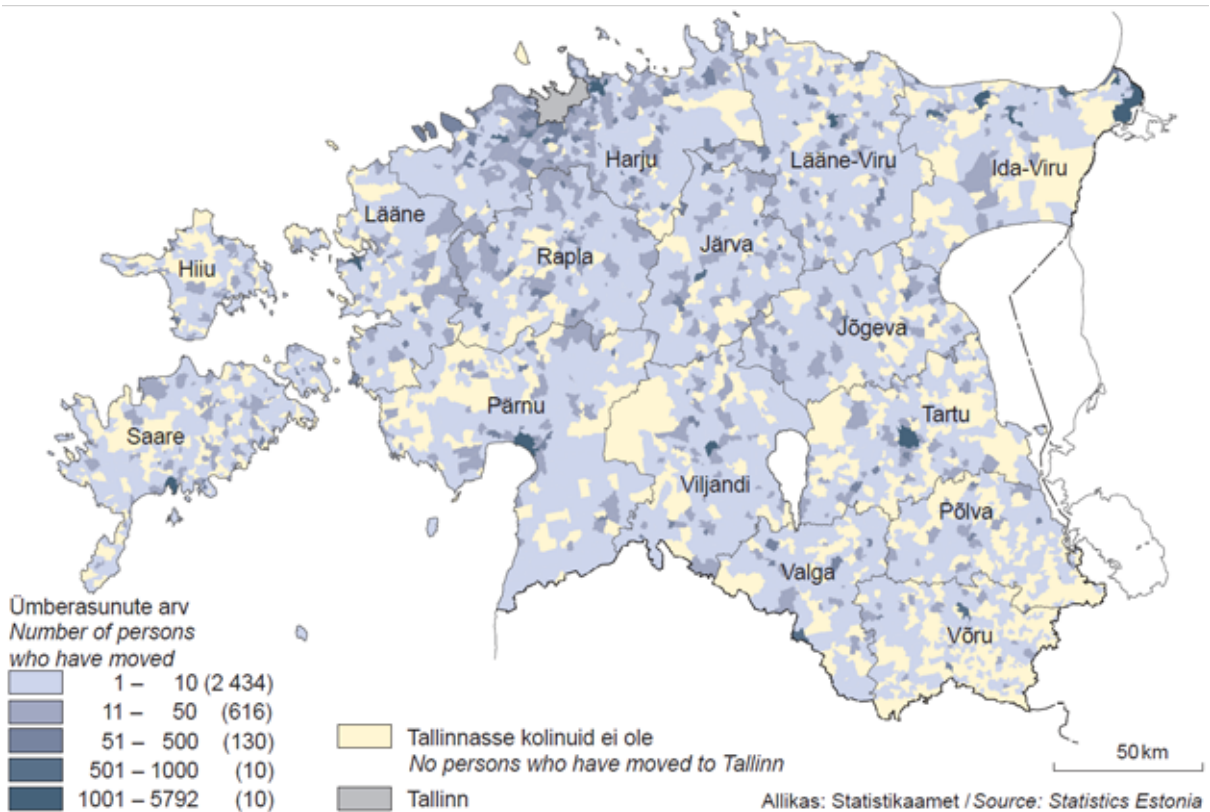 Harju
Lääne-Viru
Ida-Viru
Lääne
Hiiu
Rapla
Järva
Jõgeva
Pärnu
Tartu
Saare
Viljandi
Põlva
Valga
Võru
Ümberasunute arv
Number of persons
who have moved
1 – 10 (2 434)
11 – 50 (616)
51 – 500 (130)
501 – 1000 (10)
1001 – 5792 (10)
Tallinnasse kolinuid ei ole
No persons who have moved to Tallinn
Tallinn
50 km
Allikas: Statistikaamet / Source: Statistics Estonia